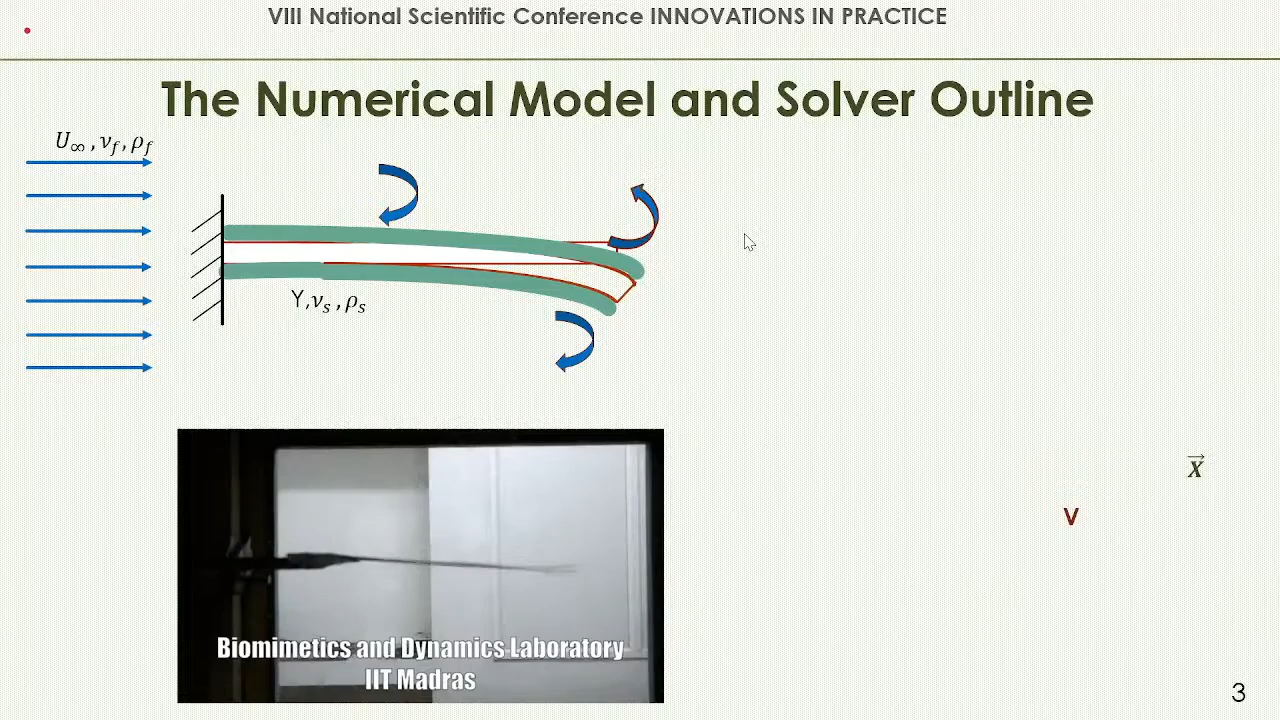 VIII National Scientific Conference INNOVATIONS IN PRACTICE
The Numerical Model and Solver Outline
U∞ , νf, ρf
Y,νs , ρs
X⃗
V
Biomimetics and Dynamics Laboratory
IIT Madras
3